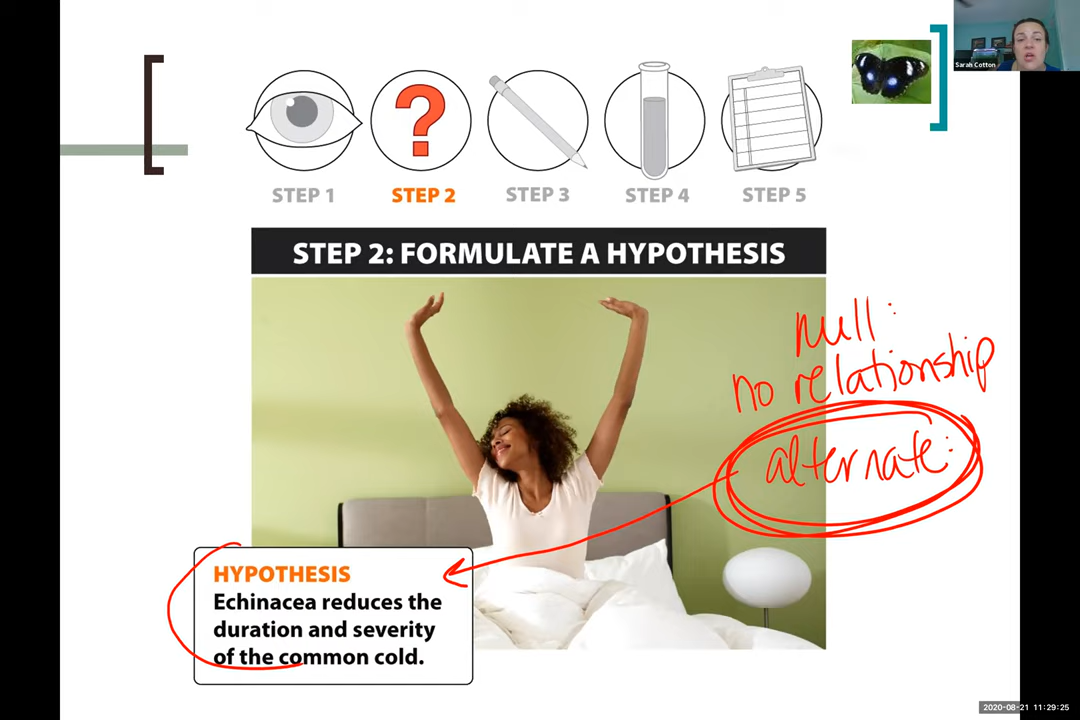 Sarah Cotton
STEP 1
STEP 2
STEP 3
STEP 4
STEP 5
STEP 2: FORMULATE A HYPOTHESIS
null:
no relationship
alternate:
HYPOTHESIS
Echinacea reduces the
duration and severity
of the common cold.
2020-08-21 11:29:25